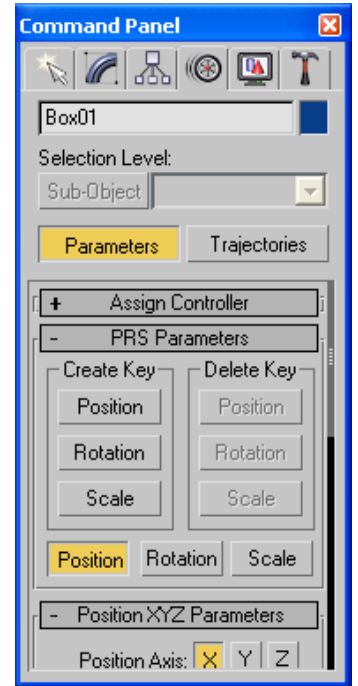 Command Panel
Box01
Selection Level:
Sub-Object
Parameters Trajectories
+ Assign Controller
- PRS Parameters
Create Key Delete Key
Position Position
Rotation Rotation
Scale Scale
Position Rotation Scale
- Position XYZ Parameters
Position Axis: X Y Z